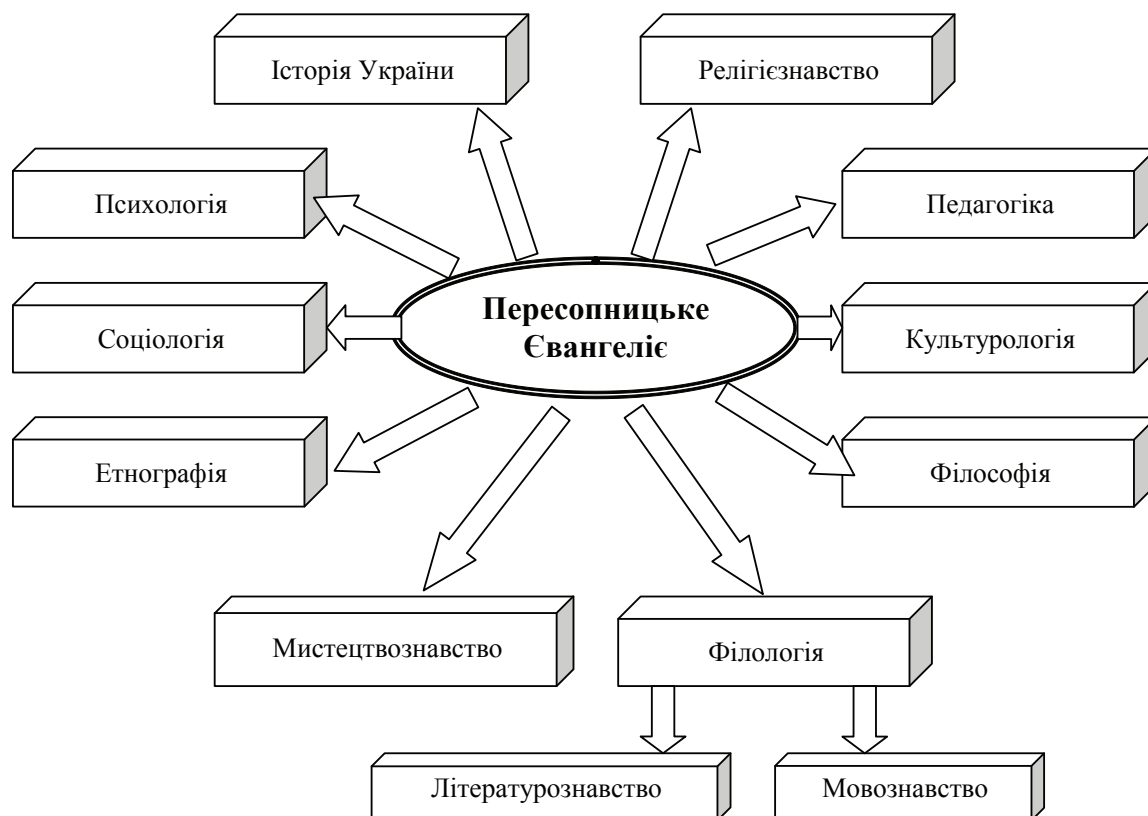 Історія України
Релігієзнавство
Психологія
Педагогіка
Пересопницьке
Євангеліє
Соціологія
Культурологія
Етнографія
Філософія
Мистецтвознавство
Філологія
Літературознавство
Мовознавство